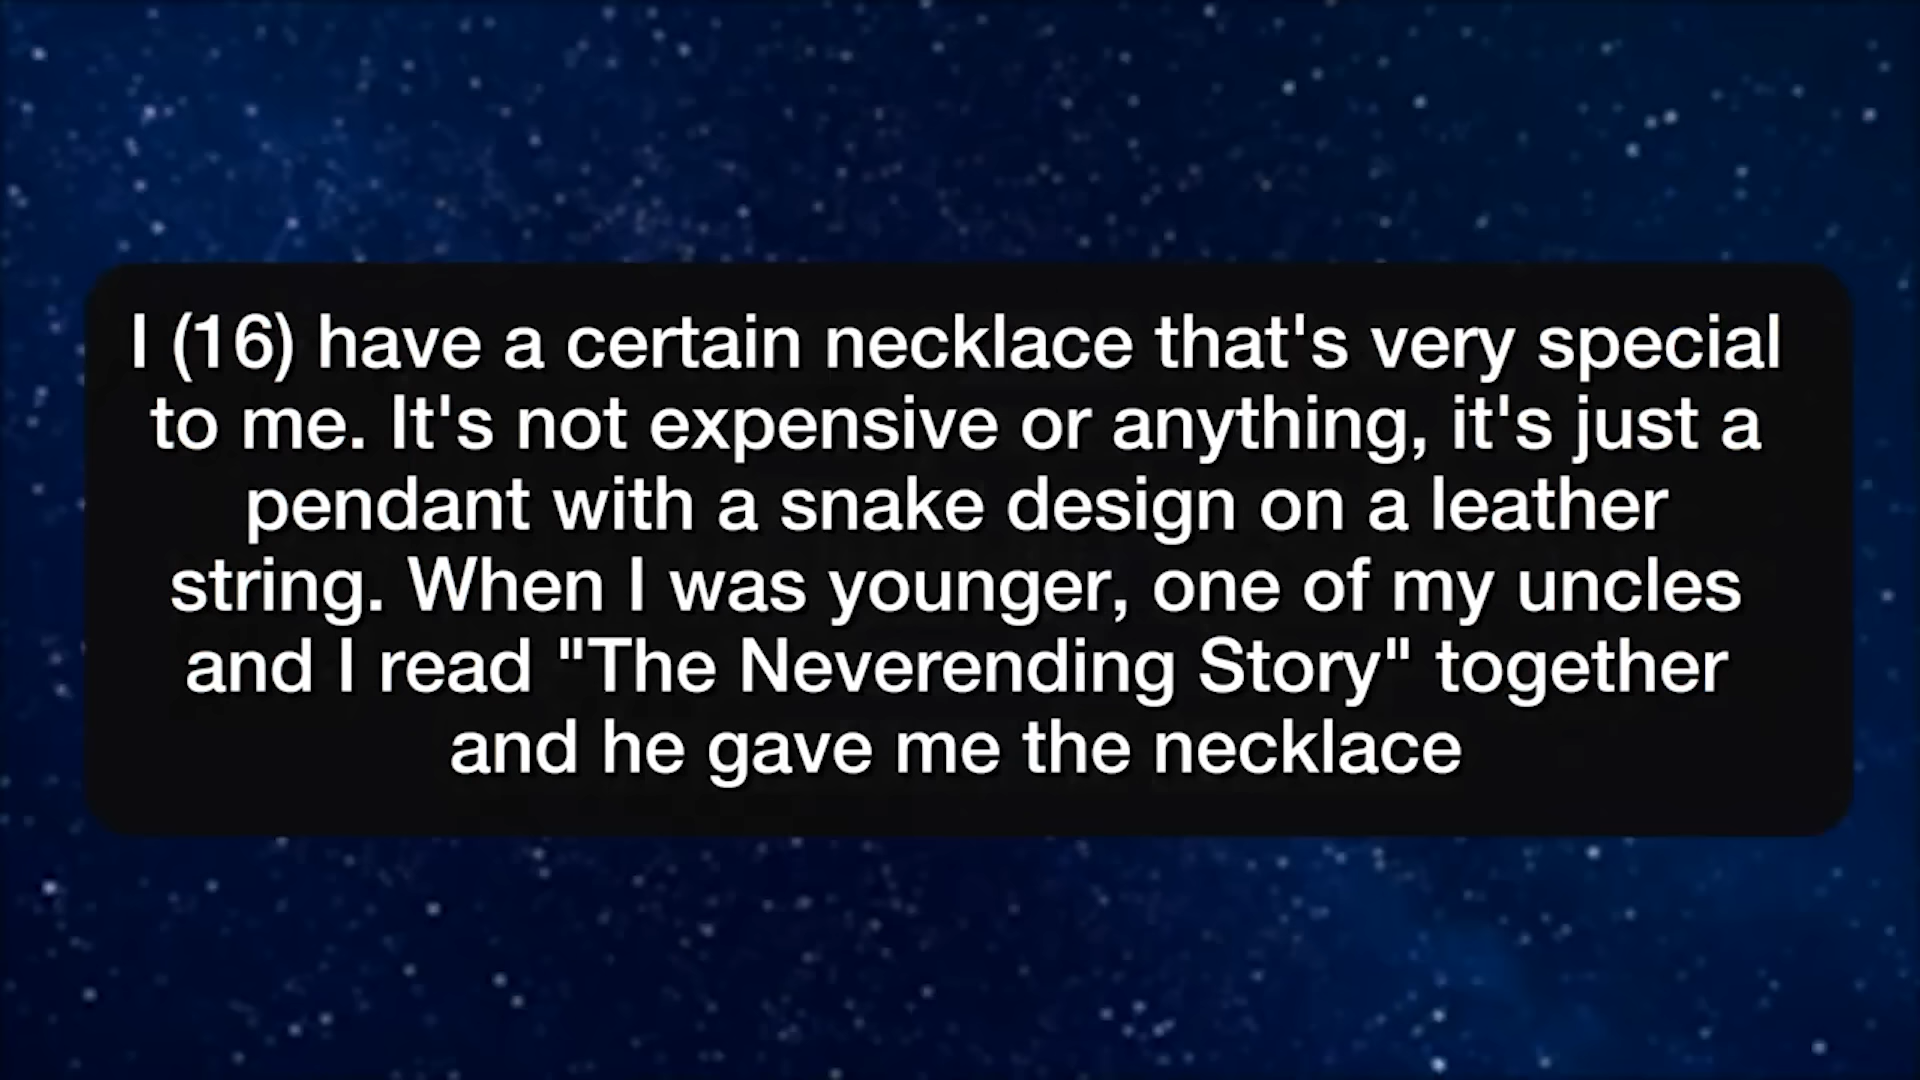 I (16) have a certain necklace that's very special
to me. It's not expensive or anything, it's just a
pendant with a snake design on a leather
string. When I was younger, one of my uncles
and I read "The Neverending Story" together
and he gave me the necklace